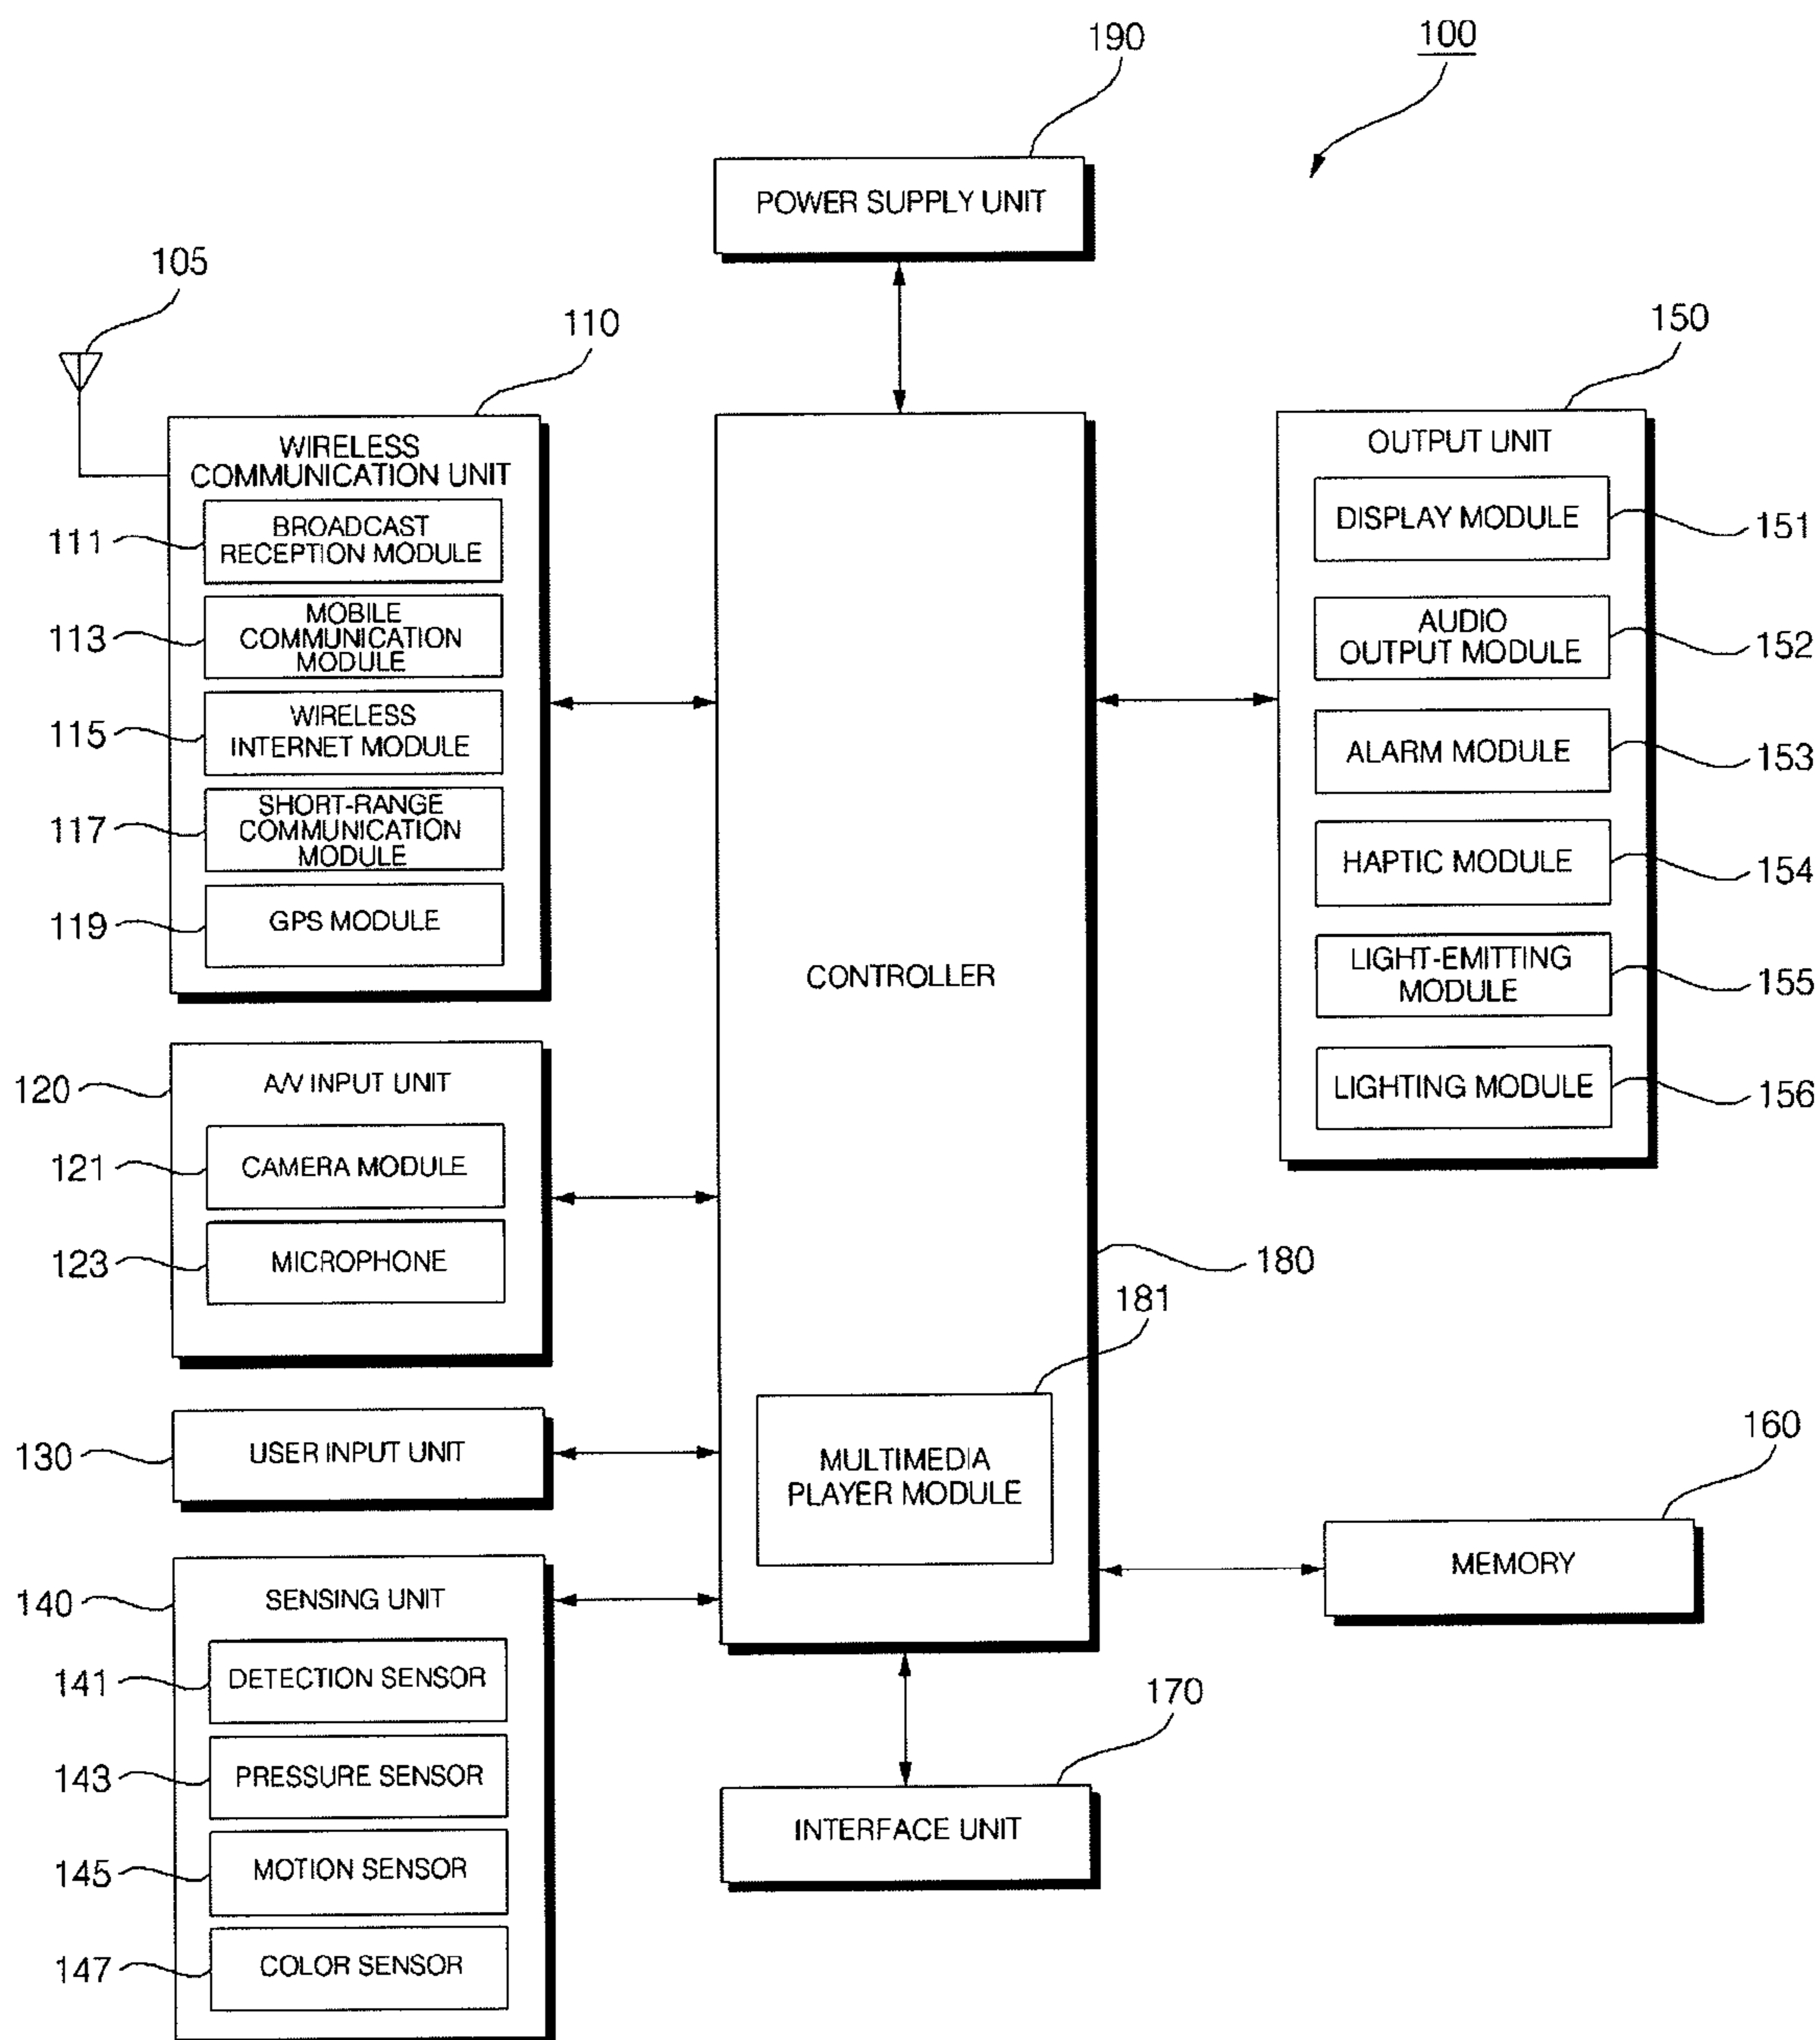 100
190
POWER SUPPLY UNIT
105
110
WIRELESS
COMMUNICATION UNIT
111
BROADCAST
RECEPTION MODULE
113
MOBILE
COMMUNICATION
MODULE
115
WIRELESS
INTERNET MODULE
117
SHORT-RANGE
COMMUNICATION
MODULE
119
GPS MODULE
120
A/V INPUT UNIT
121
CAMERA MODULE
123
MICROPHONE
130
USER INPUT UNIT
140
SENSING UNIT
141
DETECTION SENSOR
143
PRESSURE SENSOR
145
MOTION SENSOR
147
COLOR SENSOR
CONTROLLER
180
181
MULTIMEDIA
PLAYER MODULE
170
INTERFACE UNIT
150
OUTPUT UNIT
DISPLAY MODULE
151
AUDIO
OUTPUT MODULE
152
ALARM MODULE
153
HAPTIC MODULE
154
LIGHT-EMITTING
MODULE
155
LIGHTING MODULE
156
160
MEMORY